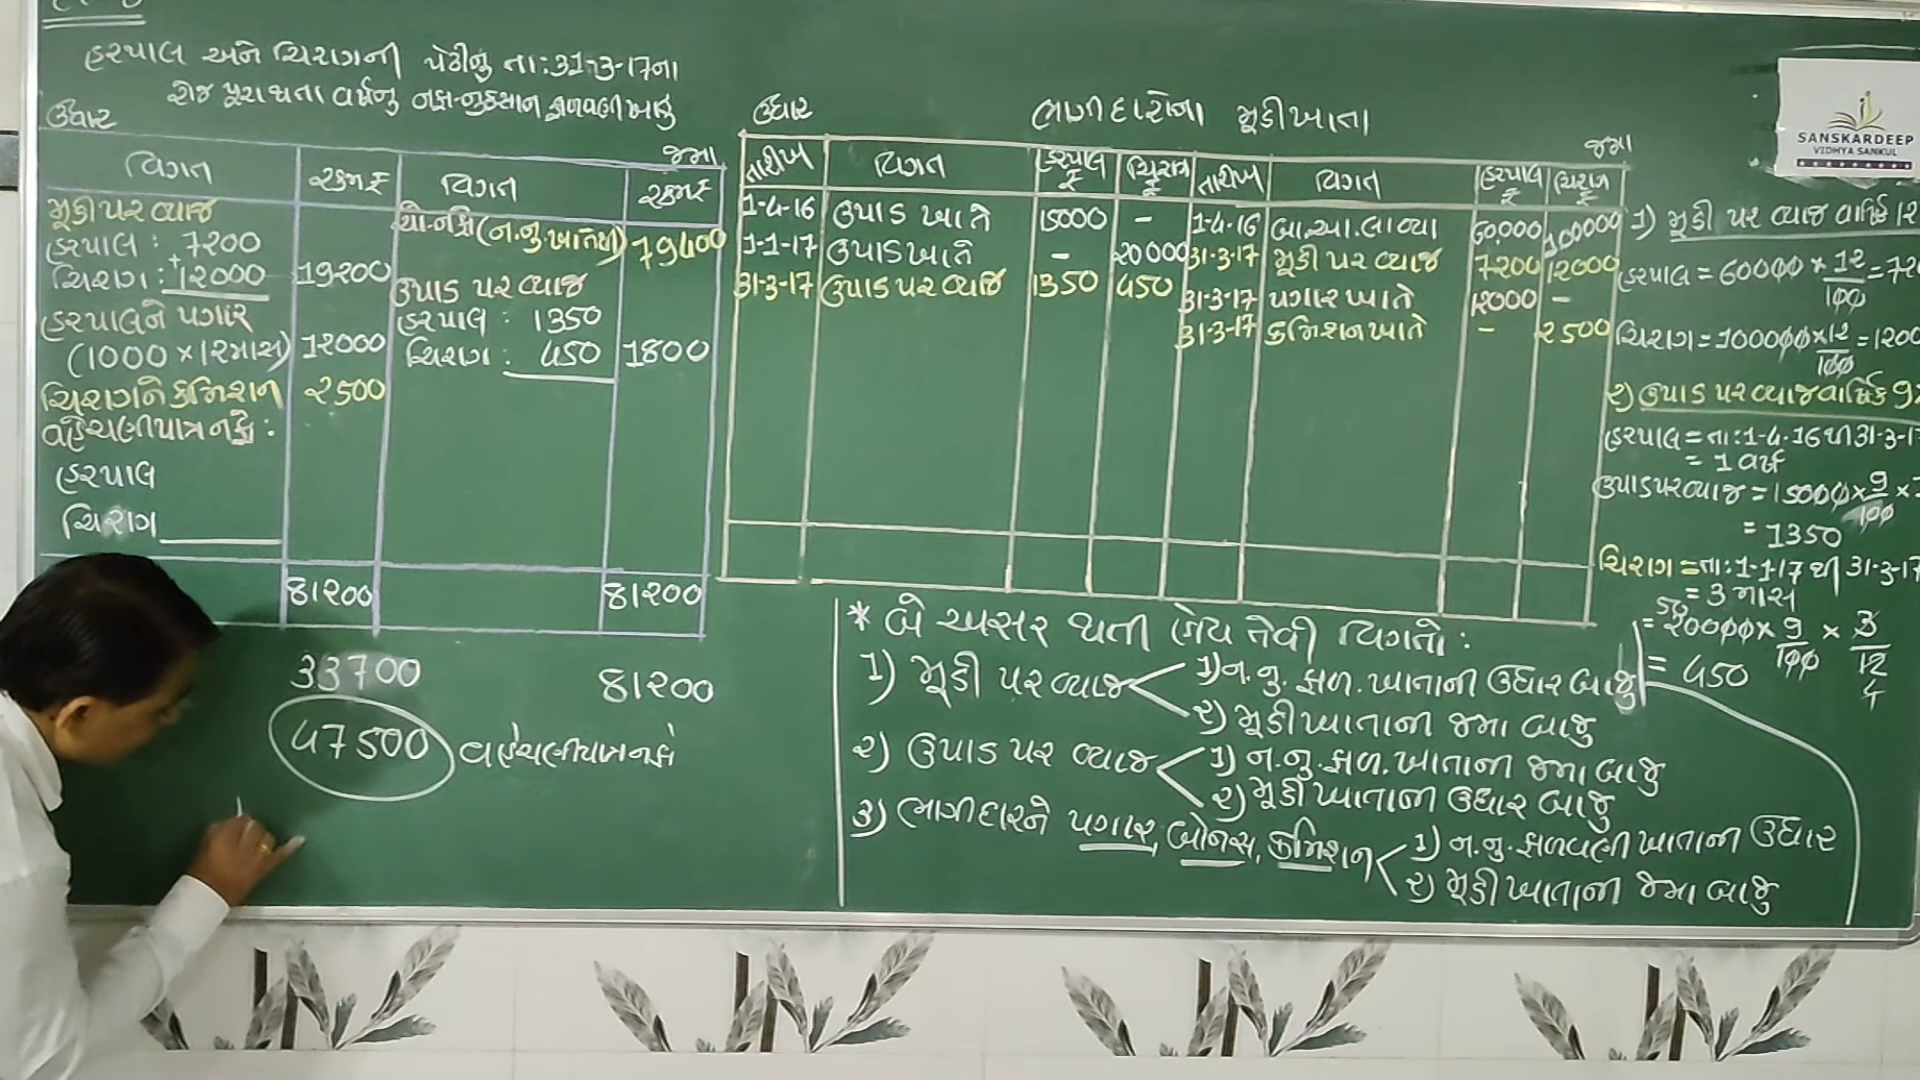 હરપાલ અને ચિરાગની પેઢીનું તા:31-3-17ના
રોજ પૂરા થતા વર્ષનું નફા-નુકસાન ફાળવણી ખાતું
ઉધાર
જમા
વિગત રકમ ₹ વિગત રકમ ₹
મૂડી પર વ્યાજ
ચો.નફો (ન.નુ.ખાતેથી) 79400
હરપાલ : 7200
ચિરાગ : +12000 19200
ઉપાડ પર વ્યાજ
હરપાલને પગાર
હરપાલ : 1350
(1000 × 12માસ) 12000
ચિરાગ : 450 1800
ચિરાગને કમિશન 2500
વહેંચણીપાત્ર નફો :
હરપાલ
ચિરાગ
81200 81200
33700 81200
47500 વહેંચણીપાત્ર નફો
ઉધાર ભાગીદારોના મૂડી ખાતા
જમા
તારીખ વિગત હરપાલ ₹ ચિરાગ ₹ તારીખ વિગત હરપાલ ₹ ચિરાગ ₹
1-4-16 ઉપાડ ખાતે 15000 - 1-4-16 બા.આ.લાવ્યા 60,000 100000
1-1-17 ઉપાડ ખાતે - 20000 31-3-17 મૂડી પર વ્યાજ 7200 12000
31-3-17 ઉપાડ પર વ્યાજ 1350 450 31-3-17 પગાર ખાતે 12000 -
31-3-17 કમિશન ખાતે - 2500
* બે અસર થતી હોય તેવી વિગતો :
1) મૂડી પર વ્યાજ
1) ન.નુ. ફાળ. ખાતાની ઉધાર બાજુ
2) મૂડી ખાતાની જમા બાજુ
2) ઉપાડ પર વ્યાજ
1) ન.નુ.ફાળ.ખાતાની જમા બાજુ
2) મૂડી ખાતાની ઉધાર બાજુ
3) ભાગીદારને પગાર, બોનસ, કમિશન
1) ન.નુ.ફાળવણી ખાતાની ઉધાર
2) મૂડી ખાતાની જમા બાજુ
SANSKARDEEP
VIDHYA SANKUL
1) મૂડી પર વ્યાજ વાર્ષિક 12
હરપાલ = 60000 × 12/100 = 720
ચિરાગ = 100000 × 12/100 = 1200
2) ઉપાડ પર વ્યાજ વાર્ષિક 9
હરપાલ = તા:1-4-16થી 31-3-17
= 1 વર્ષ
ઉપાડ પર વ્યાજ = 15000 × 9/100 ×
= 1350
ચિરાગ = તા:1-1-17 થી 31-3-17
= 3 માસ
50
= 20000 × 9/100 × 3/12
4
= 450